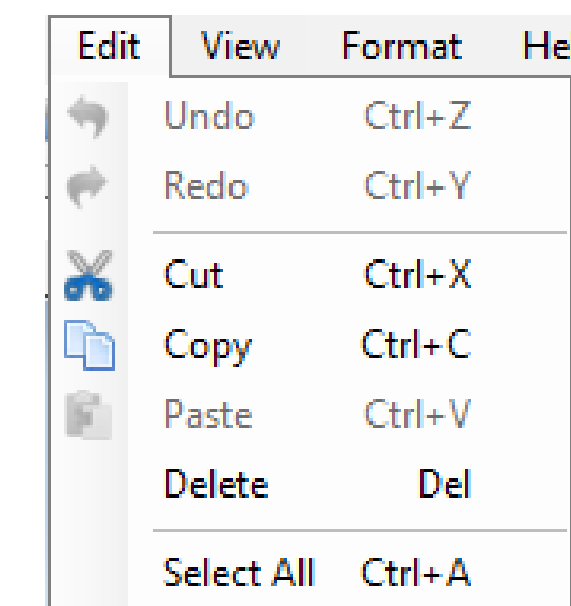 Edit View Format He
Undo Ctrl+Z
Redo Ctrl+Y
Cut Ctrl+X
Copy Ctrl+C
Paste Ctrl+V
Delete Del
Select All Ctrl+A